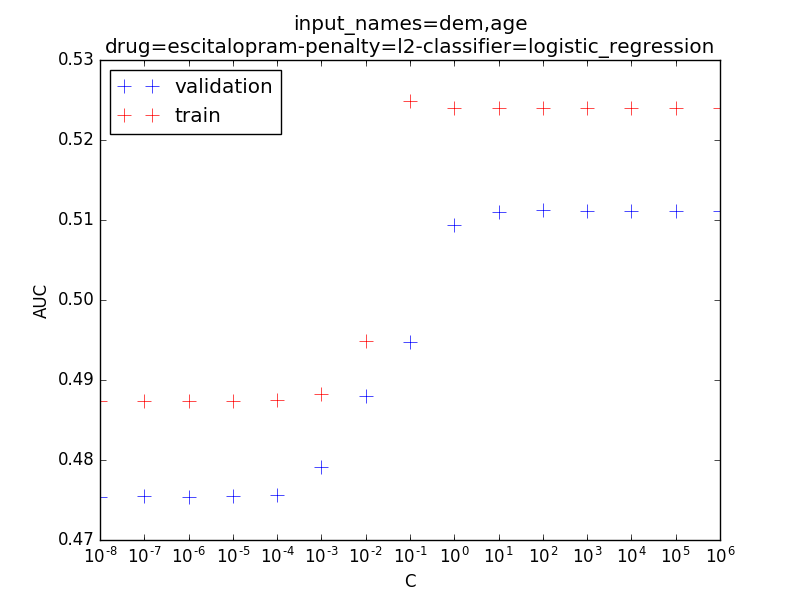 input_names=dem,age
drug=escitalopram-penalty=l2-classifier=logistic_regression
0.53
validation
train
0.52
0.51
0.50
AUC
0.49
0.48
0.47
10⁻⁸ 10⁻⁷ 10⁻⁶ 10⁻⁵ 10⁻⁴ 10⁻³ 10⁻² 10⁻¹ 10⁰ 10¹ 10² 10³ 10⁴ 10⁵ 10⁶
C